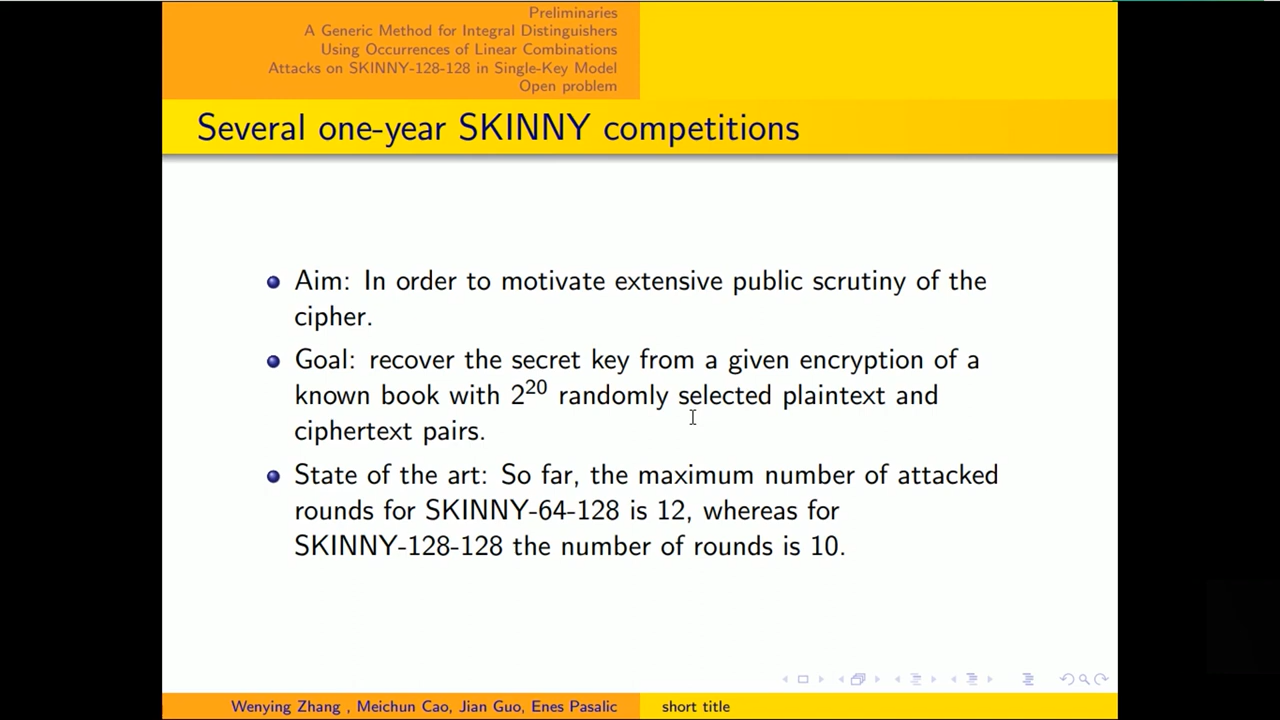 Preliminaries
A Generic Method for Integral Distinguishers
Using Occurrences of Linear Combinations
Attacks on SKINNY-128-128 in Single-Key Model
Open problem
Several one-year SKINNY competitions
Aim: In order to motivate extensive public scrutiny of the
cipher.
Goal: recover the secret key from a given encryption of a
known book with 2^20 randomly selected plaintext and
ciphertext pairs.
State of the art: So far, the maximum number of attacked
rounds for SKINNY-64-128 is 12, whereas for
SKINNY-128-128 the number of rounds is 10.
Wenying Zhang , Meichun Cao, Jian Guo, Enes Pasalic
short title